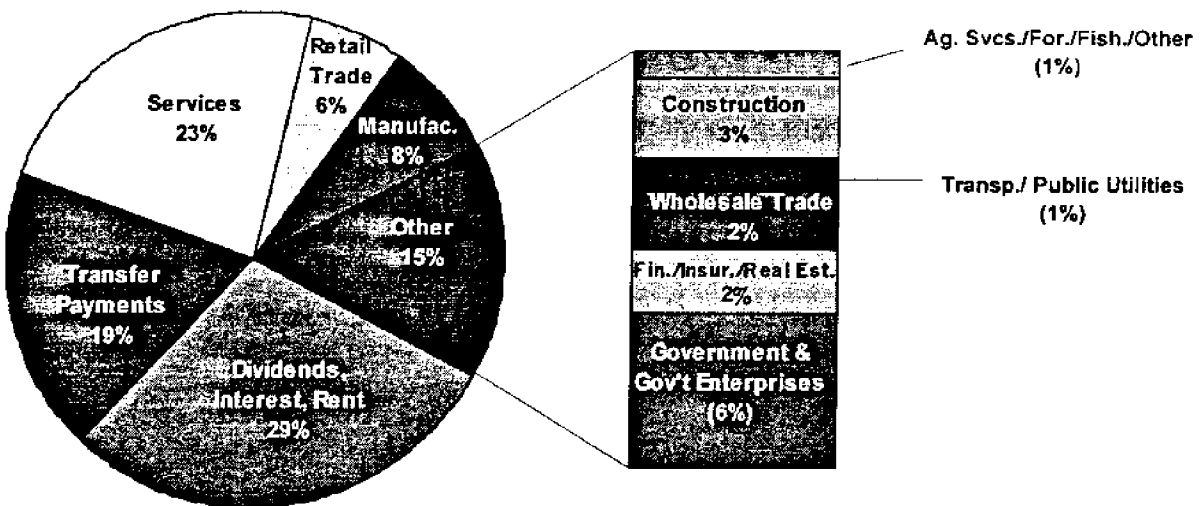 Services
23%
Retail
Trade
6%
Manufac.
8%
Other
15%
Transfer
Payments
19%
Dividends,
Interest, Rent
29%
Ag. Svcs./For./Fish./Other
(1%)
Construction
3%
Transp./ Public Utilities
(1%)
Wholesale Trade
2%
Fin./Insur./Real Est.
2%
Government &
Gov't Enterprises
(6%)